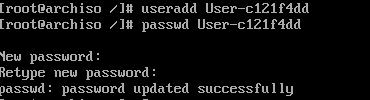 [root@archiso /]# useradd User-c121f4dd
[root@archiso /]# passwd User-c121f4dd
New password:
Retype new password:
passwd: password updated successfully